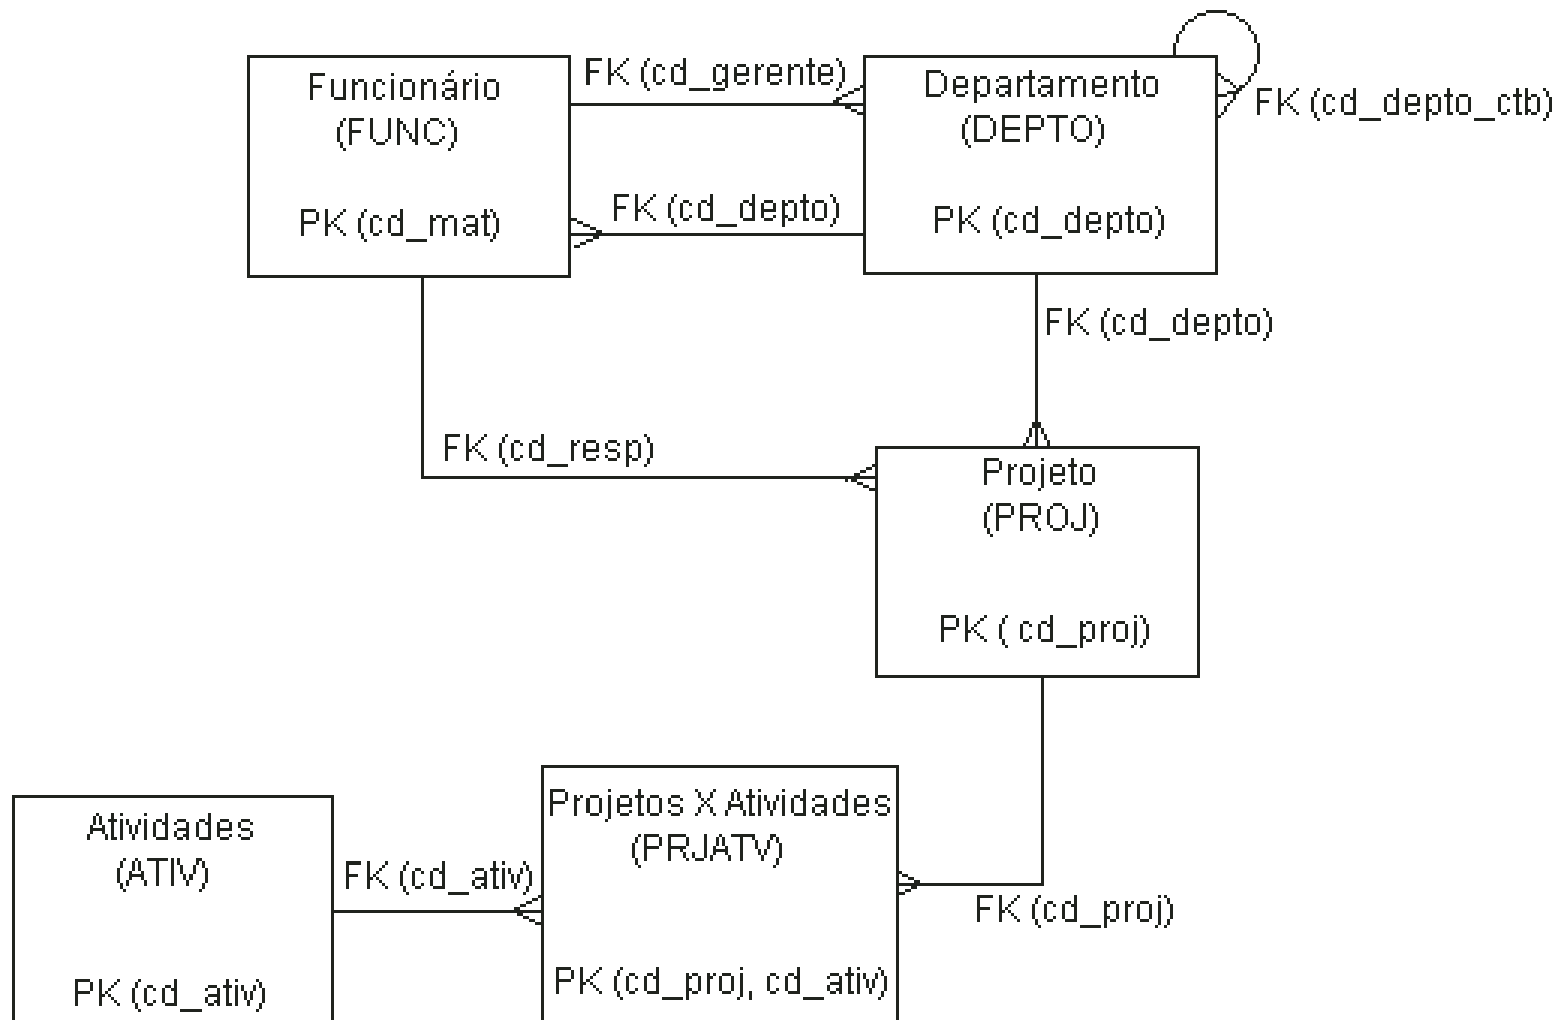 Funcionário
(FUNC)
PK (cd_mat)
FK (cd_gerente)
FK (cd_depto)
Departamento
(DEPTO)
PK (cd_depto)
FK (cd_depto_ctb)
FK (cd_depto)
FK (cd_resp)
Projeto
(PROJ)
PK ( cd_proj)
Atividades
(ATIV)
PK (cd_ativ)
FK (cd_ativ)
Projetos X Atividades
(PRJATV)
PK (cd_proj, cd_ativ)
FK (cd_proj)